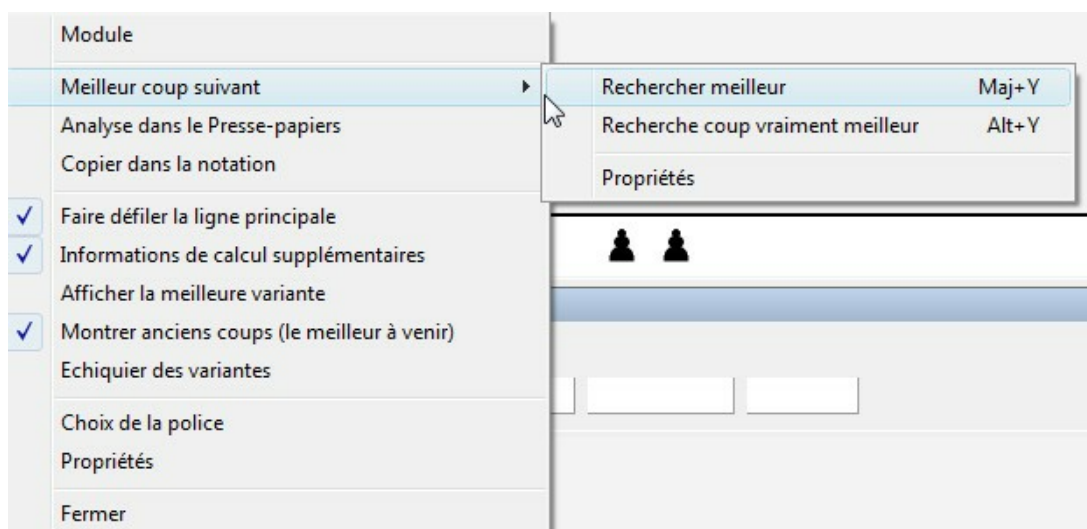 Module
Meilleur coup suivant
Rechercher meilleur Maj+Y
Analyse dans le Presse-papiers
Recherche coup vraiment meilleur Alt+Y
Copier dans la notation
Propriétés
Faire défiler la ligne principale
Informations de calcul supplémentaires
Afficher la meilleure variante
Montrer anciens coups (le meilleur à venir)
Echiquier des variantes
Choix de la police
Propriétés
Fermer